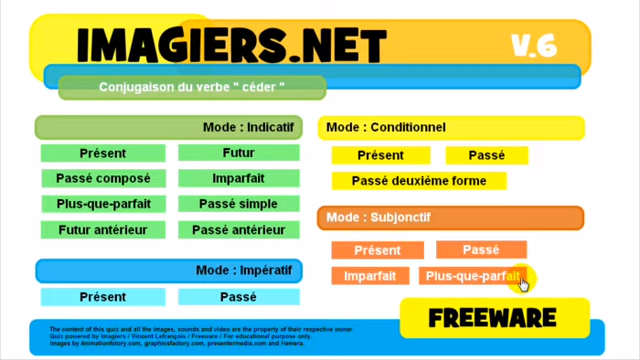 IMAGIERS.NET
V.6
Conjugaison du verbe " céder "
Mode : Indicatif
Présent Futur
Passé composé Imparfait
Plus-que-parfait Passé simple
Futur antérieur Passé antérieur
Mode : Impératif
Présent Passé
Mode : Conditionnel
Présent Passé
Passé deuxième forme
Mode : Subjonctif
Présent Passé
Imparfait Plus-que-parfait
FREEWARE
The content of this quiz and all the images, sounds and video are the property of their respective owner.
Quiz powered by Imagiers / Vincent Lefrançois / Freeware / For educational purpose only.
Images by Animationfstory.com, graphicsfactory.com, presentermedia.com and Hemera.